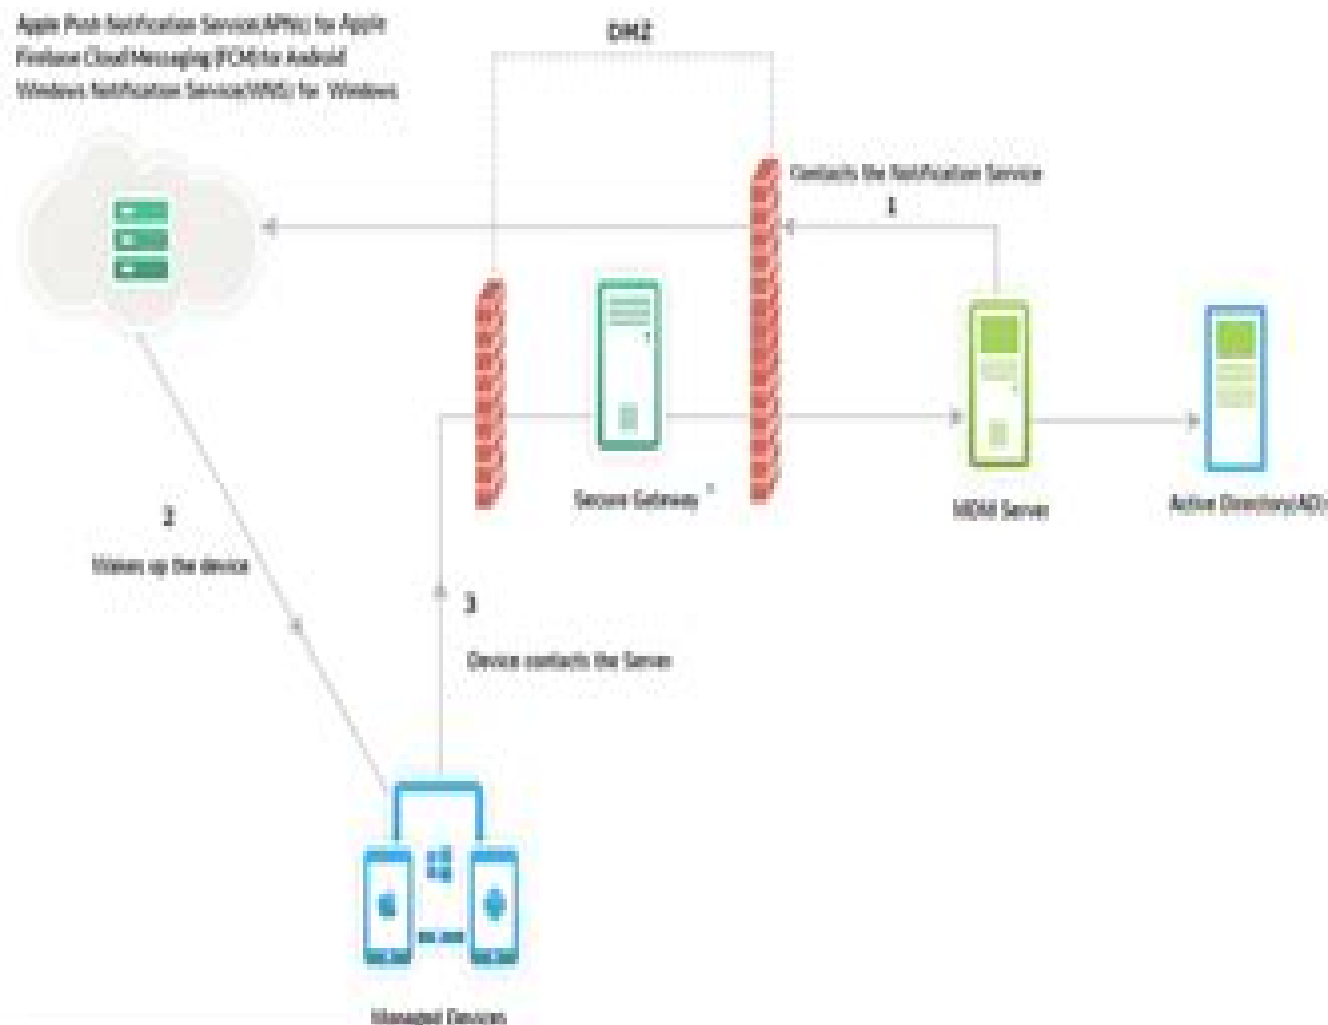 Apple Push Notification Service(APNs) for Apple
Firebase Cloud Messaging (FCM) for Android
Windows Notification Service(WNS) for Windows
DMZ
Contacts the Notification Service
1
Secure Gateway *
MDM Server
Active Directory(AD)
2
Wakes up the device
3
Device contacts the Server
Managed Devices